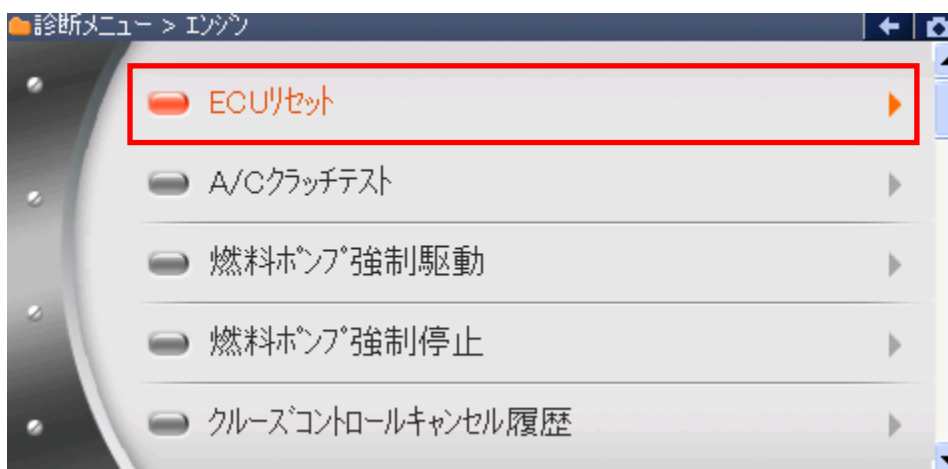 診断メニュー > エンジン
ECUリセット
A/Cクラッチテスト
燃料ポンプ強制駆動
燃料ポンプ強制停止
クルーズコントロールキャンセル履歴